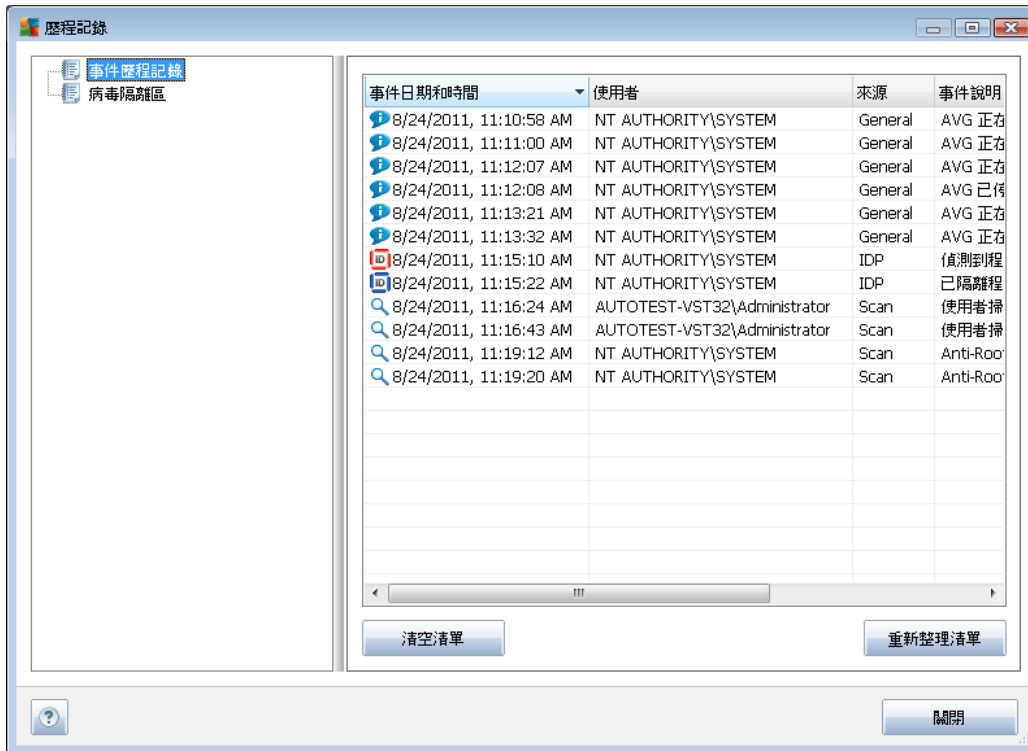 歷程記錄
事件歷程記錄
病毒隔離區
事件日期和時間 使用者 來源 事件說明
8/24/2011, 11:10:58 AM NT AUTHORITY\SYSTEM General AVG 正在
8/24/2011, 11:11:00 AM NT AUTHORITY\SYSTEM General AVG 正在
8/24/2011, 11:12:07 AM NT AUTHORITY\SYSTEM General AVG 正在
8/24/2011, 11:12:08 AM NT AUTHORITY\SYSTEM General AVG 已停
8/24/2011, 11:13:21 AM NT AUTHORITY\SYSTEM General AVG 正在
8/24/2011, 11:13:32 AM NT AUTHORITY\SYSTEM General AVG 正在
ID 8/24/2011, 11:15:10 AM NT AUTHORITY\SYSTEM IDP 偵測到程
ID 8/24/2011, 11:15:22 AM NT AUTHORITY\SYSTEM IDP 已隔離程
8/24/2011, 11:16:24 AM AUTOTEST-VST32\Administrator Scan 使用者掃
8/24/2011, 11:16:43 AM AUTOTEST-VST32\Administrator Scan 使用者掃
8/24/2011, 11:19:12 AM NT AUTHORITY\SYSTEM Scan Anti-Roo
8/24/2011, 11:19:20 AM NT AUTHORITY\SYSTEM Scan Anti-Roo
清空清單 重新整理清單
? 關閉